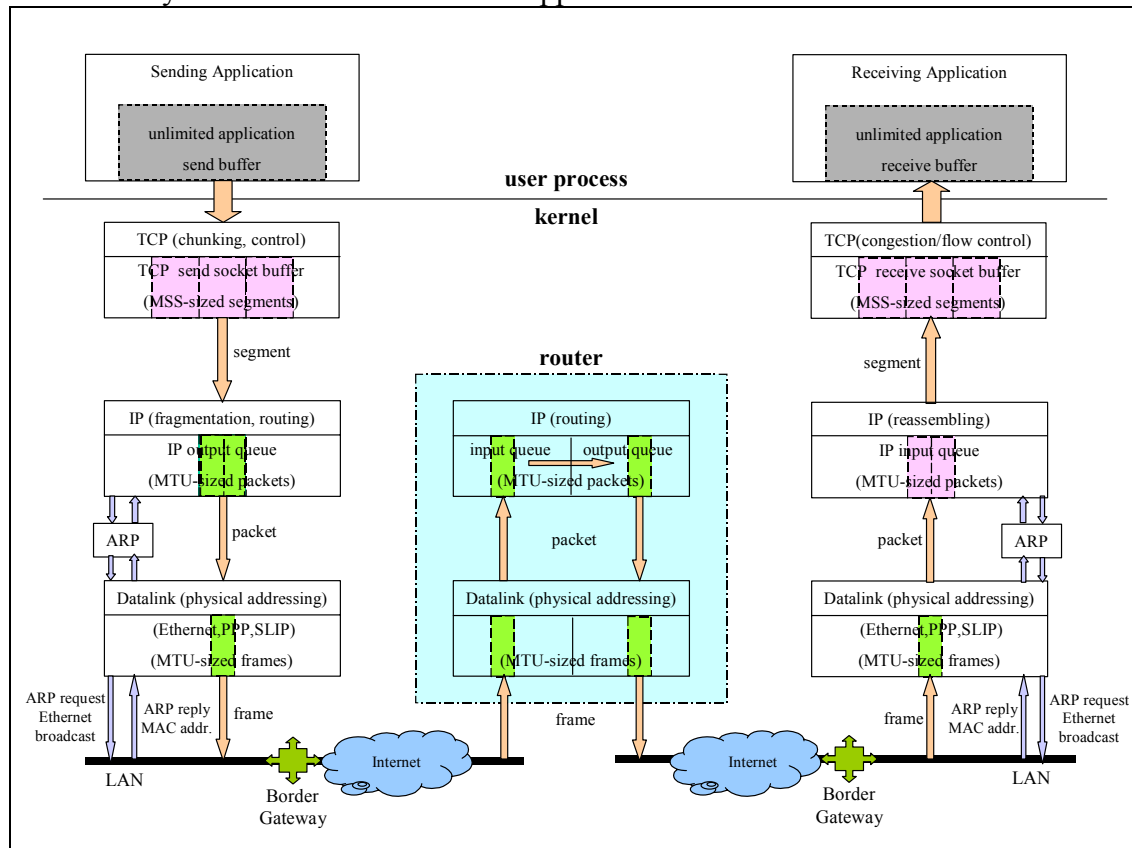 Sending Application
unlimited application
send buffer
Receiving Application
unlimited application
receive buffer
user process
kernel
TCP (chunking, control)
TCP send socket buffer
(MSS-sized segments)
TCP(congestion/flow control)
TCP receive socket buffer
(MSS-sized segments)
segment
segment
router
IP (fragmentation, routing)
IP output queue
(MTU-sized packets)
IP (routing)
input queue
output queue
(MTU-sized packets)
IP (reassembling)
IP input queue
(MTU-sized packets)
ARP
packet
packet
packet
ARP
Datalink (physical addressing)
(Ethernet,PPP,SLIP)
(MTU-sized frames)
Datalink (physical addressing)
(MTU-sized frames)
Datalink (physical addressing)
(Ethernet,PPP,SLIP)
(MTU-sized frames)
ARP request
Ethernet
broadcast
ARP reply
MAC addr.
frame
frame
frame
ARP reply
MAC addr.
ARP request
Ethernet
broadcast
LAN
Border
Gateway
Internet
Internet
Border
Gateway
LAN